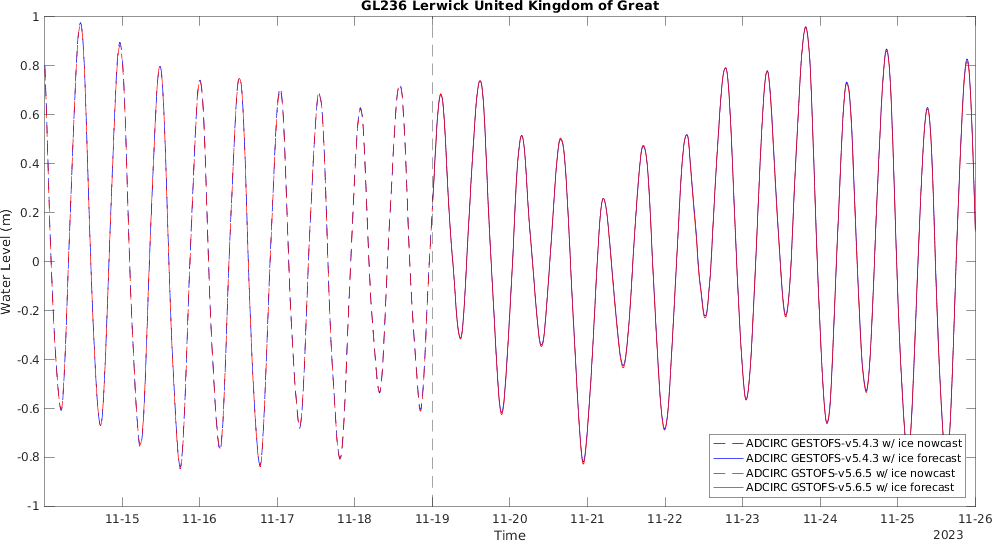 GL236 Lerwick United Kingdom of Great
1
0.8
0.6
0.4
0.2
0
-0.2
-0.4
-0.6
-0.8
-1
Water Level (m)
ADCIRC GESTOFS-v5.4.3 w/ ice nowcast
ADCIRC GESTOFS-v5.4.3 w/ ice forecast
ADCIRC GSTOFS-v5.6.5 w/ ice nowcast
ADCIRC GSTOFS-v5.6.5 w/ ice forecast
11-15 11-16 11-17 11-18 11-19 11-20 11-21 11-22 11-23 11-24 11-25 11-26
Time
2023